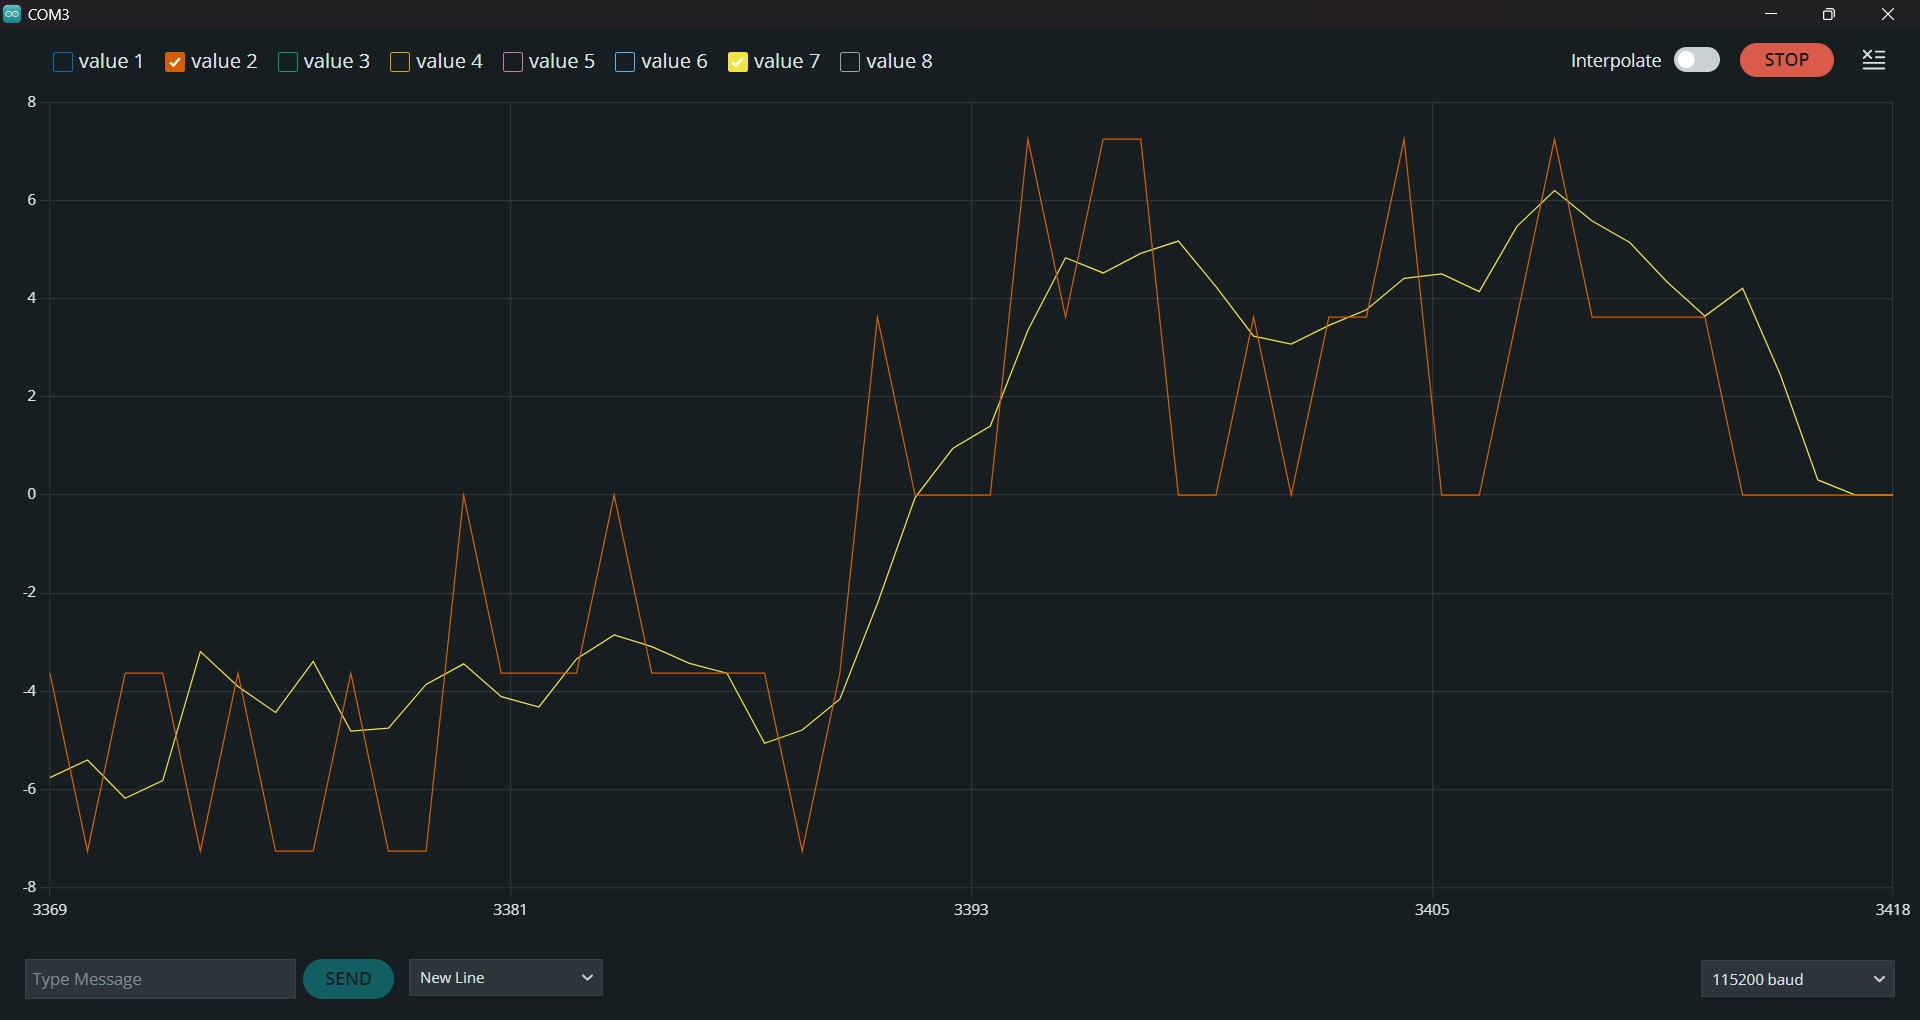 COM3
value 1 value 2 value 3 value 4 value 5 value 6 value 7 value 8
Interpolate STOP
8
6
4
2
0
-2
-4
-6
-8
3369 3381 3393 3405 3418
Type Message SEND New Line 115200 baud